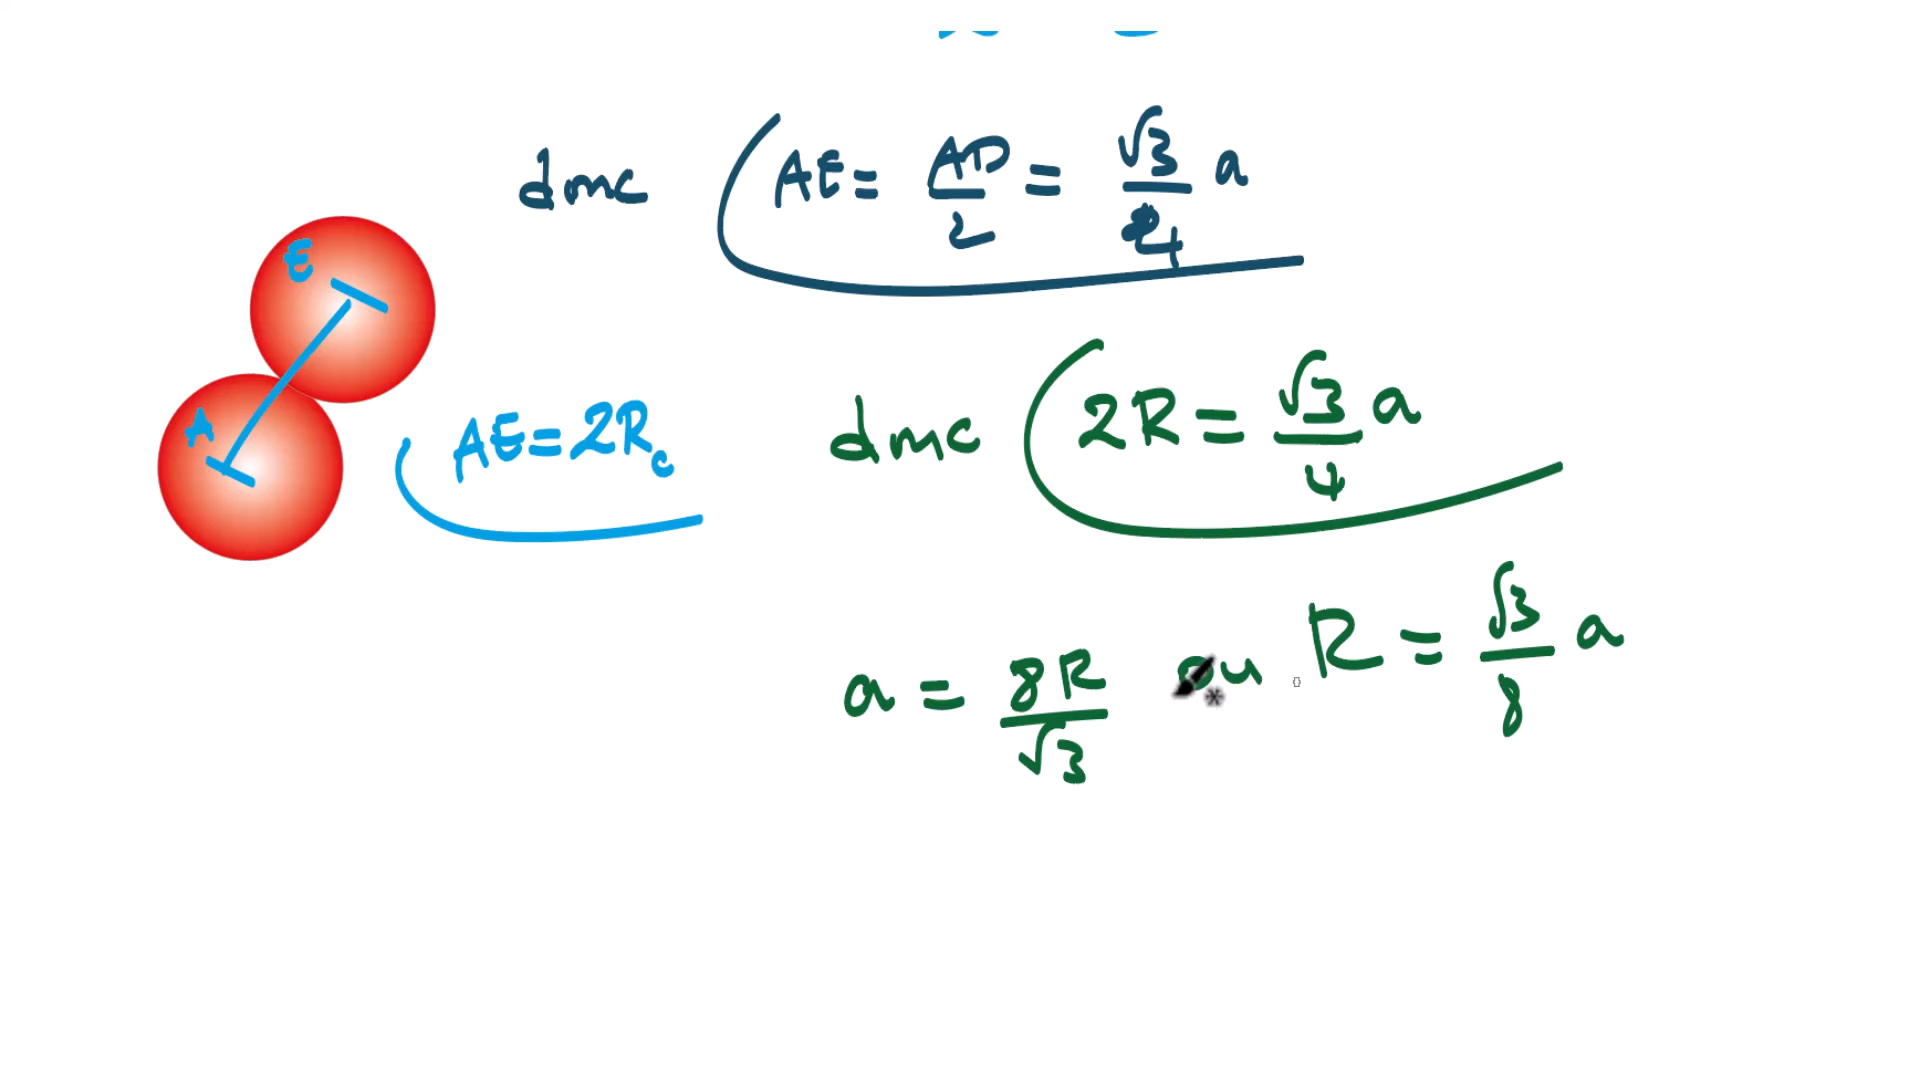 dmc AE = AD/2 = √3/4 a
E
A
AE = 2Rc dmc 2R = √3/4 a
a = 8R/√3 ou R = √3/8 a